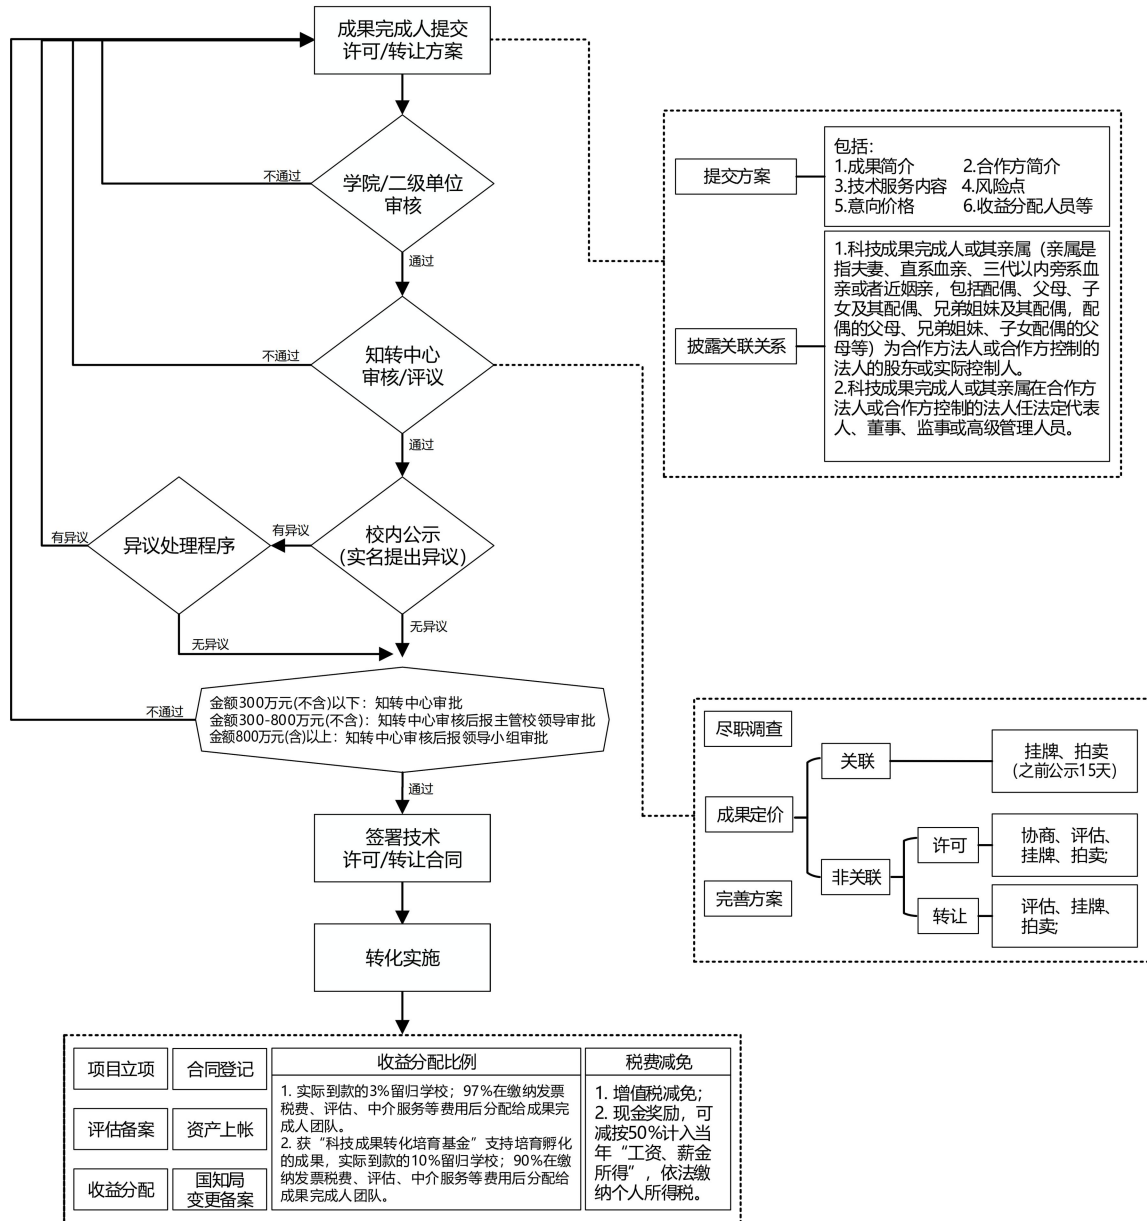 成果完成人提交
许可/转让方案
不通过
学院/二级单位
审核
通过
不通过
知转中心
审核/评议
通过
有异议
异议处理程序
有异议
校内公示
(实名提出异议)
无异议
无异议
不通过
金额300万元(不含)以下：知转中心审批
金额300-800万元(不含)：知转中心审核后报主管校领导审批
金额800万元(含)以上：知转中心审核后报领导小组审批
通过
签署技术
许可/转让合同
转化实施
提交方案
包括：
1.成果简介 2.合作方简介
3.技术服务内容 4.风险点
5.意向价格 6.收益分配人员等
披露关联关系
1.科技成果完成人或其亲属（亲属是
指夫妻、直系血亲、三代以内旁系血
亲或者近姻亲，包括配偶、父母、子
女及其配偶、兄弟姐妹及其配偶，配
偶的父母、兄弟姐妹、子女配偶的父
母等）为合作方法人或合作方控制的
法人的股东或实际控制人。
2.科技成果完成人或其亲属在合作方
法人或合作方控制的法人任法定代表
人、董事、监事或高级管理人员。
尽职调查
成果定价
完善方案
关联
挂牌、拍卖
(之前公示15天)
非关联
许可
协商、评估、
挂牌、拍卖;
转让
评估、挂牌、
拍卖;
项目立项
合同登记
评估备案
资产上帐
收益分配
国知局
变更备案
收益分配比例
1. 实际到款的3%留归学校；97%在缴纳发票
税费、评估、中介服务等费用后分配给成果完
成人团队。
2. 获“科技成果转化培育基金”支持培育孵化
的成果，实际到款的10%留归学校；90%在缴
纳发票税费、评估、中介服务等费用后分配给
成果完成人团队。
税费减免
1. 增值税减免；
2. 现金奖励，可
减按50%计入当
年“工资、薪金
所得”，依法缴
纳个人所得税。